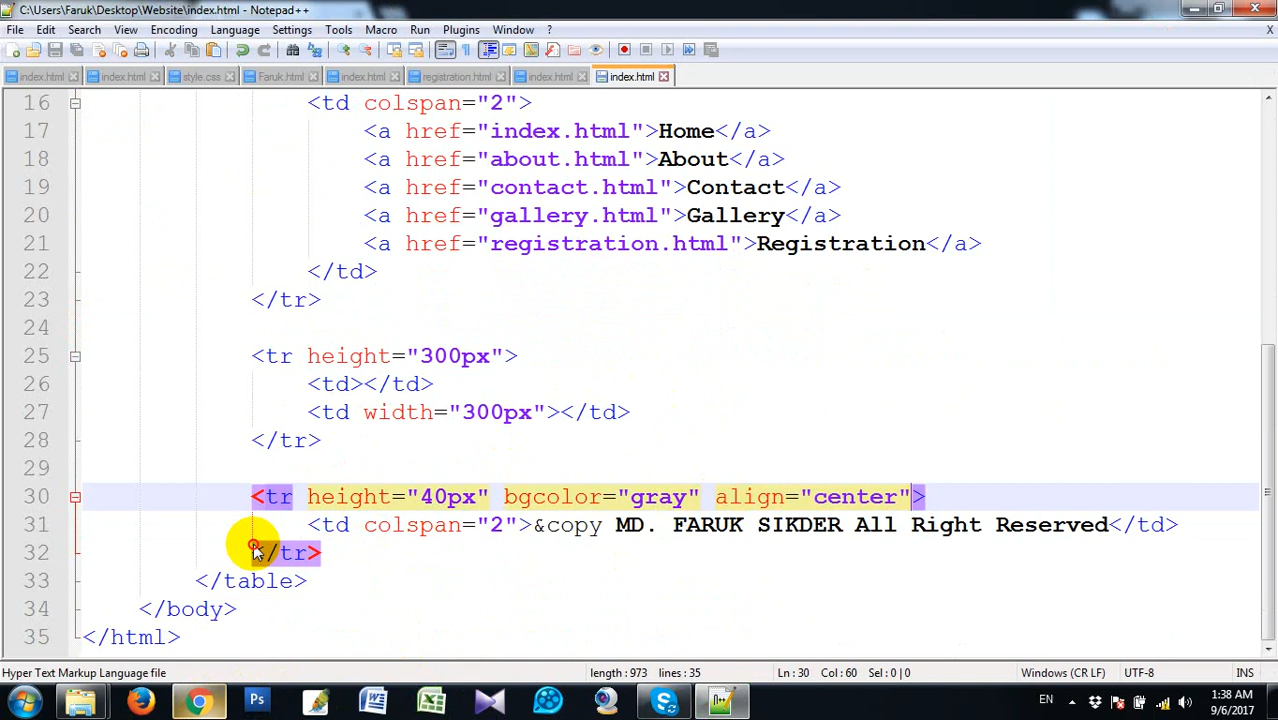 C:\Users\Faruk\Desktop\Website\index.html - Notepad++
File Edit Search View Encoding Language Settings Tools Macro Run Plugins Window ? X
index.html index.html style.css Faruk.html index.html registration.html index.html index.html
16 <td colspan="2">
17 <a href="index.html">Home</a>
18 <a href="about.html">About</a>
19 <a href="contact.html">Contact</a>
20 <a href="gallery.html">Gallery</a>
21 <a href="registration.html">Registration</a>
22 </td>
23 </tr>
24
25 <tr height="300px">
26 <td></td>
27 <td width="300px"></td>
28 </tr>
29
30 <tr height="40px" bgcolor="gray" align="center">
31 <td colspan="2">&copy MD. FARUK SIKDER All Right Reserved</td>
32 </tr>
33 </table>
34 </body>
35 </html>
Hyper Text Markup Language file length : 973 lines : 35 Ln : 30 Col : 60 Sel : 0 | 0 Windows (CR LF) UTF-8 INS
Ps EN 1:38 AM
9/6/2017